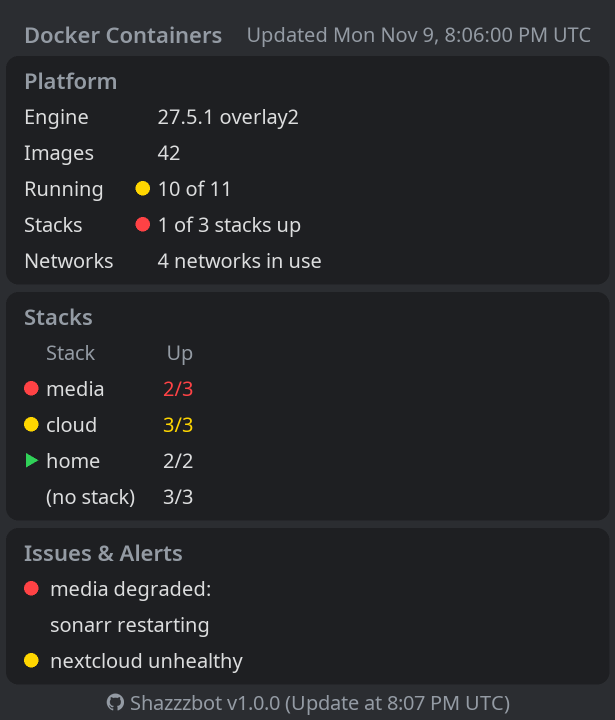 Docker Containers Updated Mon Nov 9, 8:06:00 PM UTC
Platform
Engine 27.5.1 overlay2
Images 42
Running 10 of 11
Stacks 1 of 3 stacks up
Networks 4 networks in use
Stacks
Stack Up
media 2/3
cloud 3/3
home 2/2
(no stack) 3/3
Issues & Alerts
media degraded:
sonarr restarting
nextcloud unhealthy
Shazzzbot v1.0.0 (Update at 8:07 PM UTC)